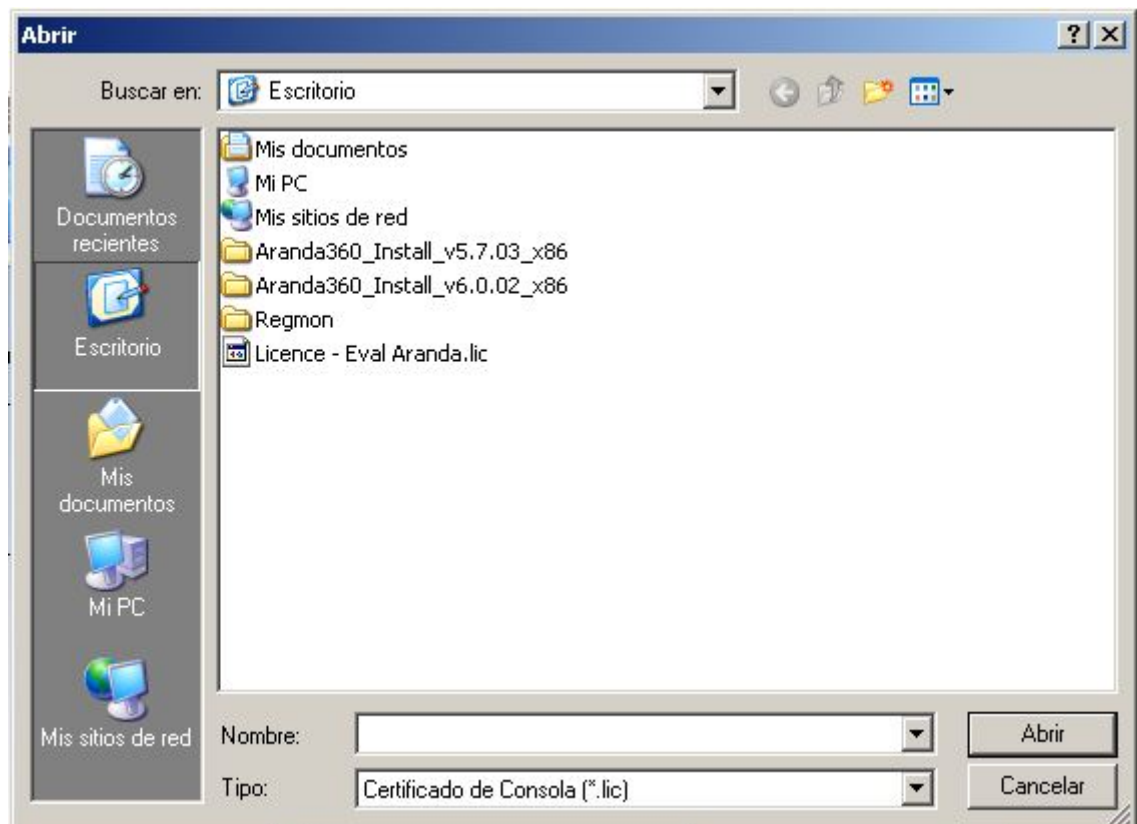 Abrir
Buscar en:
Escritorio
Documentos
recientes
Escritorio
Mis
documentos
Mi PC
Mis sitios de red
Mis documentos
Mi PC
Mis sitios de red
Aranda360_Install_v5.7.03_x86
Aranda360_Install_v6.0.02_x86
Regmon
Licence - Eval Aranda.lic
Nombre:
Abrir
Tipo:
Certificado de Consola (*.lic)
Cancelar